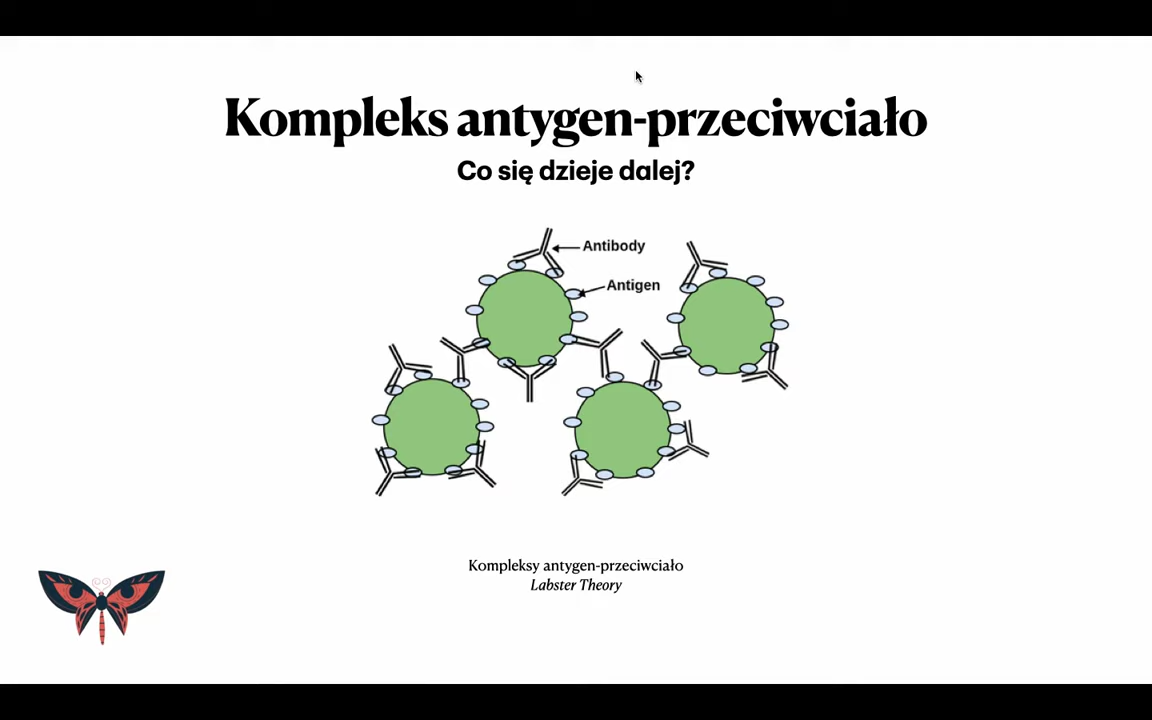 Kompleks antygen-przeciwciało
Co się dzieje dalej?
Antibody
Antigen
Kompleksy antygen-przeciwciało
Labster Theory